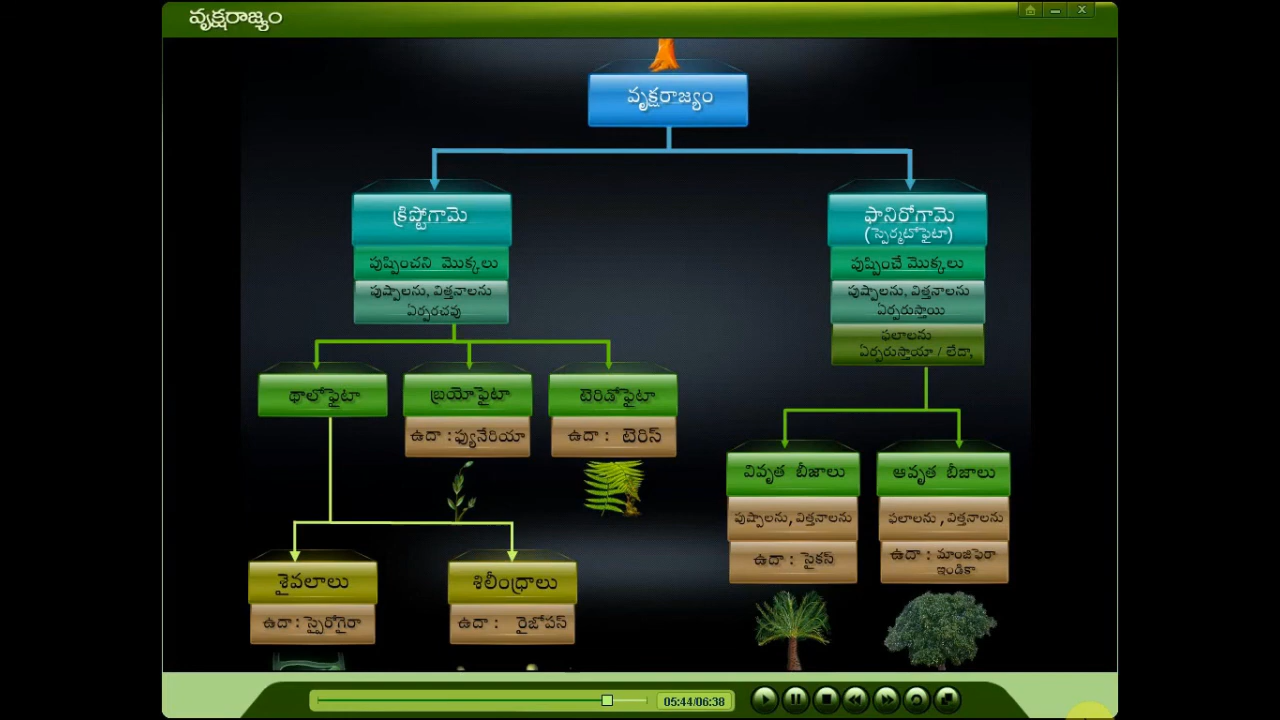 వృక్షరాజ్యం
వృక్షరాజ్యం
క్రిప్టోగామె
పుష్పించని మొక్కలు
పుష్పాలను, విత్తనాలను
ఏర్పరచవు
ఫానిరోగామె
(స్పెర్మటోఫైటా)
పుష్పించే మొక్కలు
పుష్పాలను, విత్తనాలను
ఏర్పరుస్తాయి
ఫలాలను
ఏర్పరుస్తాయా / లేదా,
థాలోఫైటా
బ్రయోఫైటా
ఉదా : ఫ్యునేరియా
టెరిడోఫైటా
ఉదా : టెరిస్
వివృత బీజాలు
పుష్పాలను, విత్తనాలను
ఉదా : సైకస్
ఆవృత బీజాలు
ఫలాలను , విత్తనాలను
ఉదా : మాంజిఫెరా
ఇండికా
శైవలాలు
ఉదా : స్పైరోగైరా
శిలీంధ్రాలు
ఉదా : రైజోపస్
05:44/06:38